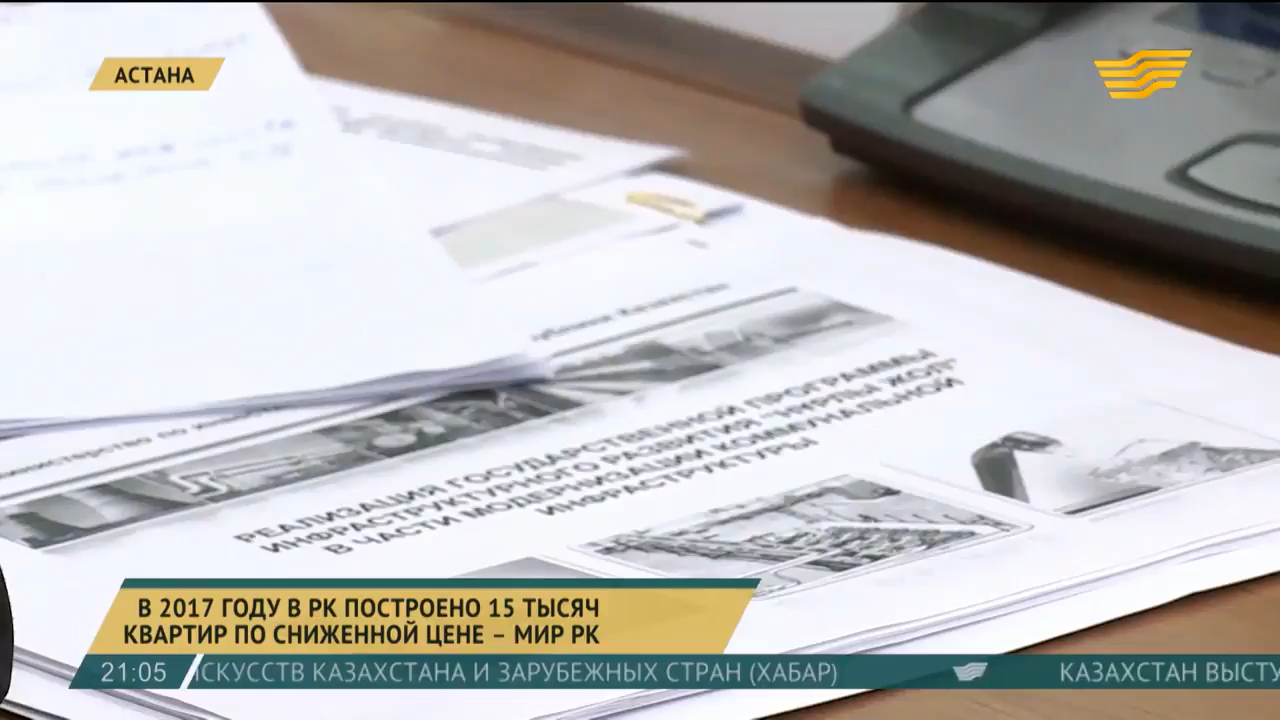 АСТАНА
РЕАЛИЗАЦИЯ ГОСУДАРСТВЕННОЙ ПРОГРАММЫ
ИНФРАСТРУКТУРНОГО РАЗВИТИЯ "НУРЛЫ ЖОЛ"
В ЧАСТИ МОДЕРНИЗАЦИИ КОММУНАЛЬНОЙ
ИНФРАСТРУКТУРЫ
В 2017 ГОДУ В РК ПОСТРОЕНО 15 ТЫСЯЧ
КВАРТИР ПО СНИЖЕННОЙ ЦЕНЕ – МИР РК
21:05 ИСКУССТВ КАЗАХСТАНА И ЗАРУБЕЖНЫХ СТРАН (ХАБАР) КАЗАХСТАН ВЫСТУ